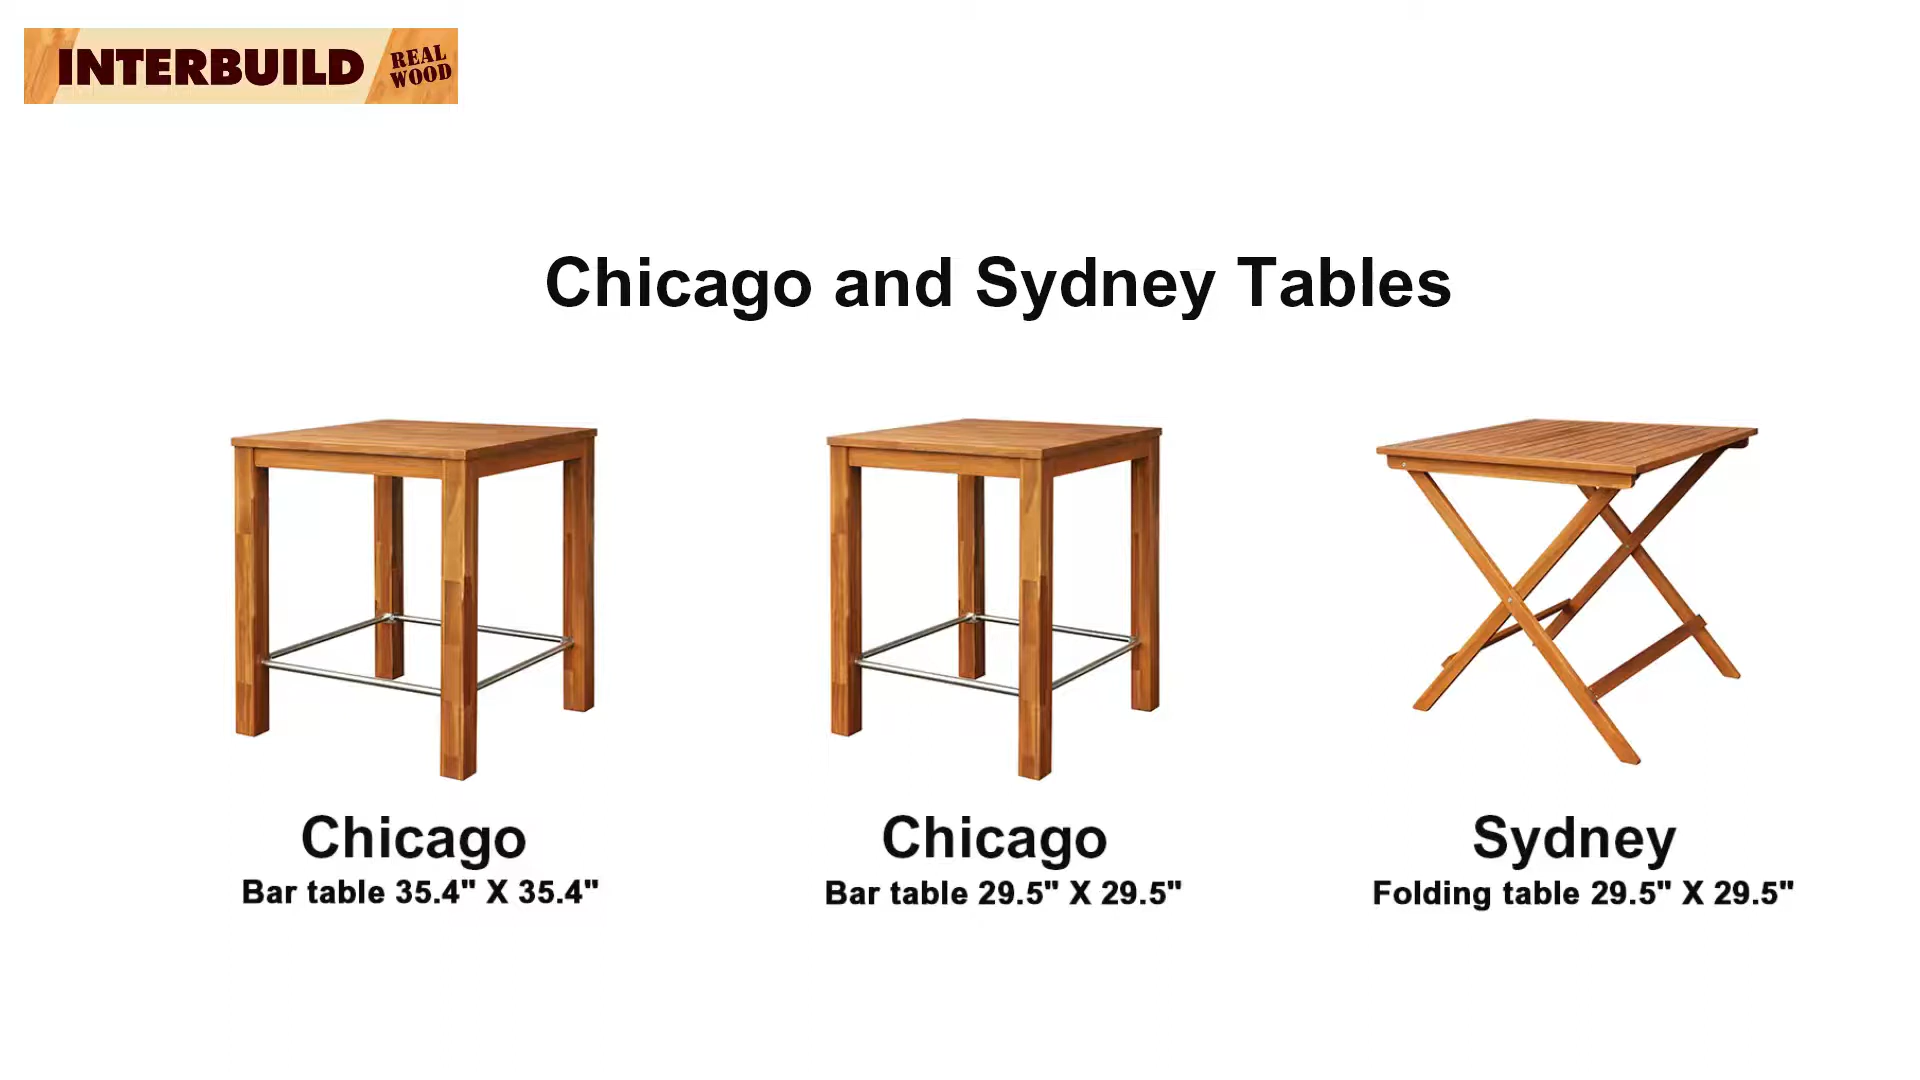 INTERBUILD
REAL
WOOD
Chicago and Sydney Tables
Chicago
Bar table 35.4" X 35.4"
Chicago
Bar table 29.5" X 29.5"
Sydney
Folding table 29.5" X 29.5"